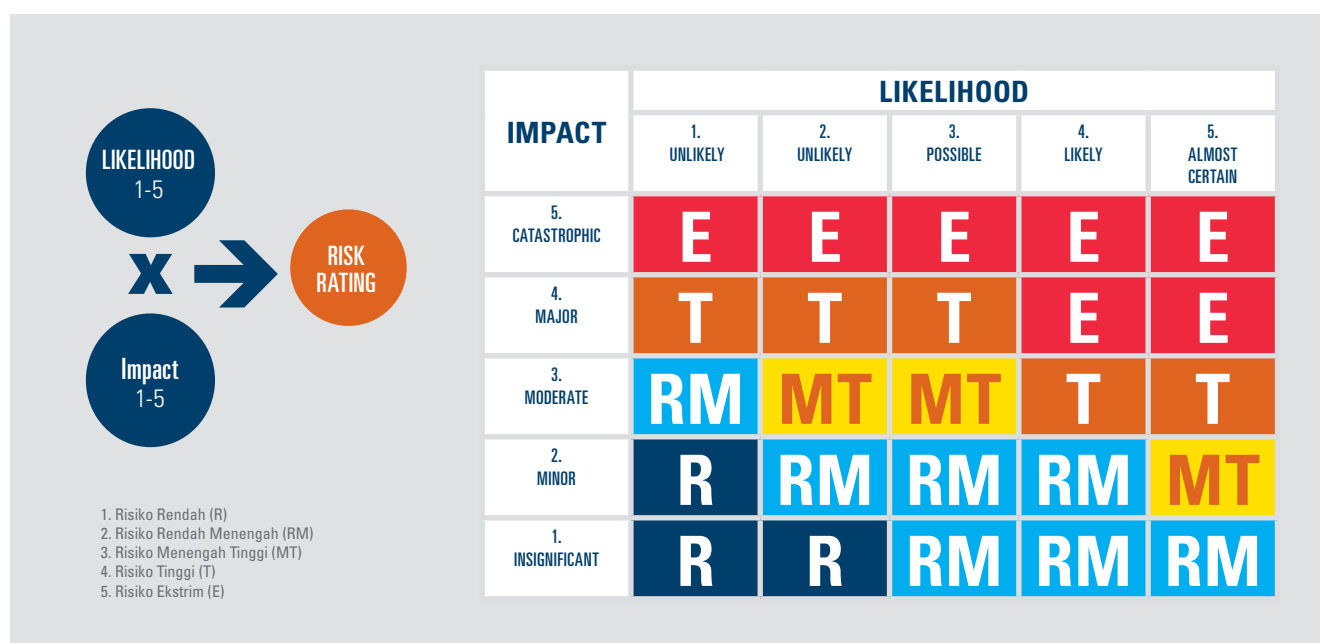 LIKELIHOOD
1-5
X
Impact
1-5
RISK
RATING
1. Risiko Rendah (R)
2. Risiko Rendah Menengah (RM)
3. Risiko Menengah Tinggi (MT)
4. Risiko Tinggi (T)
5. Risiko Ekstrim (E)
IMPACT
LIKELIHOOD
1.
UNLIKELY
2.
UNLIKELY
3.
POSSIBLE
4.
LIKELY
5.
ALMOST
CERTAIN
5.
CATASTROPHIC
E E E E E
4.
MAJOR
T T T E E
3.
MODERATE
RM MT MT T T
2.
MINOR
R RM RM RM MT
1.
INSIGNIFICANT
R R RM RM RM